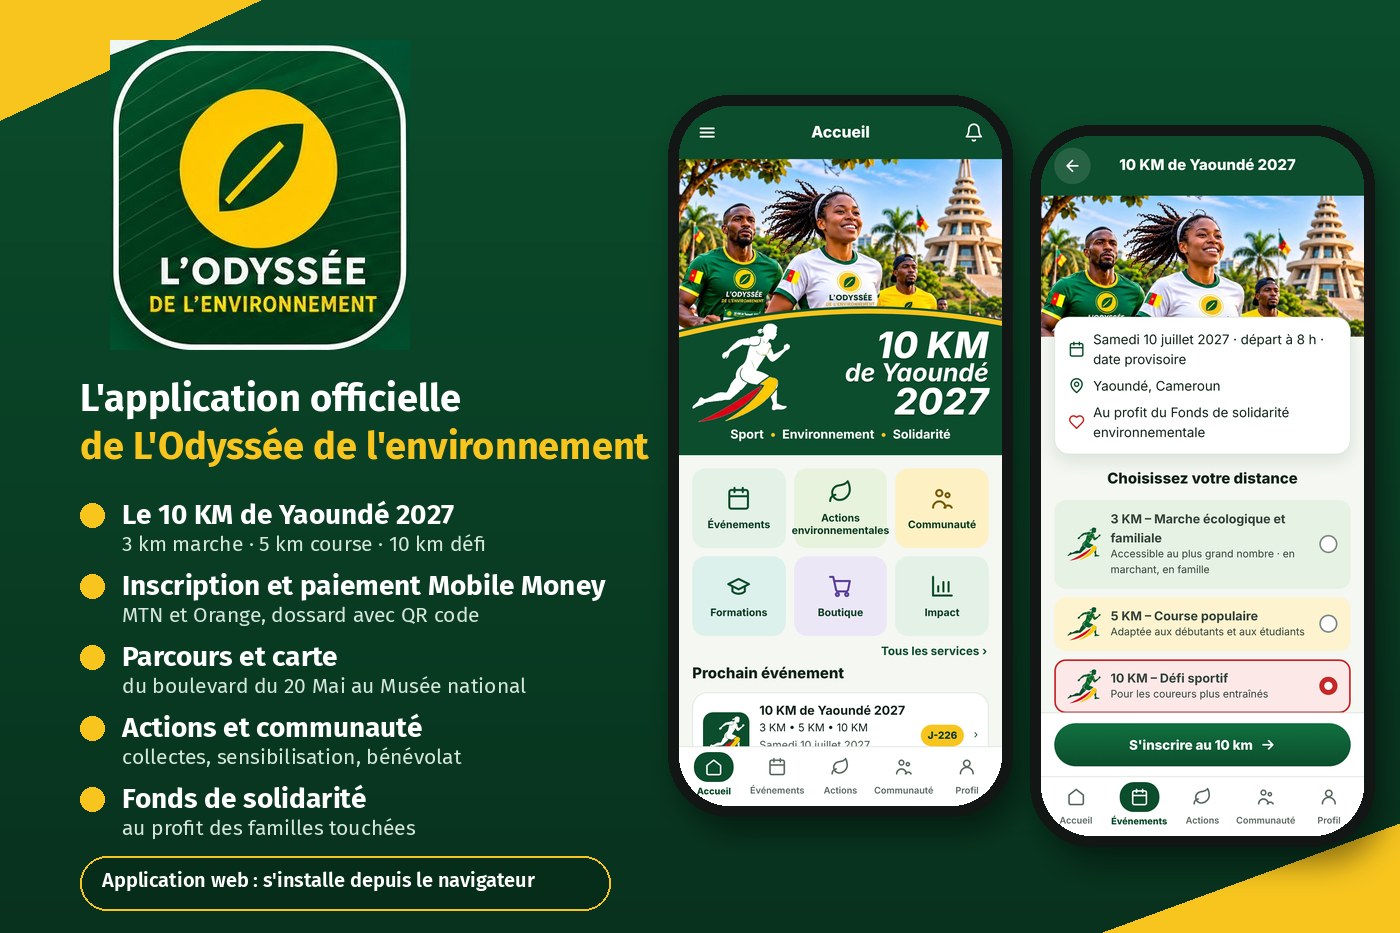 L'ODYSSÉE
DE L'ENVIRONNEMENT
L'application officielle
de L'Odyssée de l'environnement
Le 10 KM de Yaoundé 2027
3 km marche · 5 km course · 10 km défi
Inscription et paiement Mobile Money
MTN et Orange, dossard avec QR code
Parcours et carte
du boulevard du 20 Mai au Musée national
Actions et communauté
collectes, sensibilisation, bénévolat
Fonds de solidarité
au profit des familles touchées
Application web : s'installe depuis le navigateur
Accueil
L'ODYSSÉE
DE L'ENVIRONNEMENT
L'ODYSSÉE
DE L'ENVIRONNEMENT
10 KM
de Yaoundé
2027
Sport • Environnement • Solidarité
Événements
Actions
environnementales
Communauté
Formations
Boutique
Impact
Tous les services ›
Prochain événement
10 KM de Yaoundé 2027
3 KM • 5 KM • 10 KM
Samedi 10 juillet 2027
J-226
Accueil
Événements
Actions
Communauté
Profil
10 KM de Yaoundé 2027
L'ODYSSÉE
Samedi 10 juillet 2027 · départ à 8 h ·
date provisoire
Yaoundé, Cameroun
Au profit du Fonds de solidarité
environnementale
Choisissez votre distance
3 KM – Marche écologique et
familiale
Accessible au plus grand nombre · en
marchant, en famille
5 KM – Course populaire
Adaptée aux débutants et aux étudiants
10 KM – Défi sportif
Pour les coureurs plus entraînés
S'inscrire au 10 km →
Accueil
Événements
Actions
Communauté
Profil